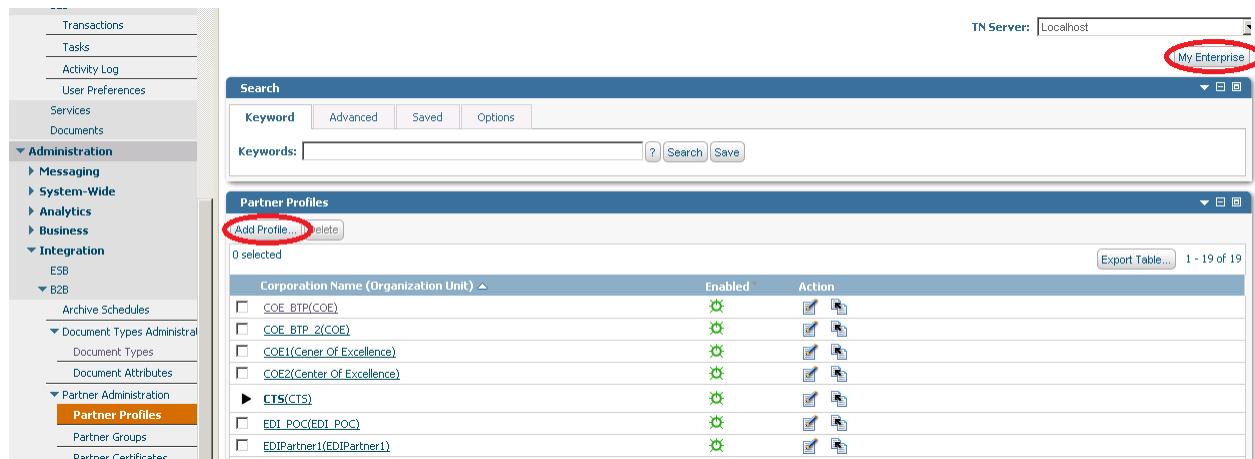 Transactions
Tasks
Activity Log
User Preferences
Services
Documents
Administration
Messaging
System-Wide
Analytics
Business
Integration
ESB
B2B
Archive Schedules
Document Types Administrat
Document Types
Document Attributes
Partner Administration
Partner Profiles
Partner Groups
Partner Certificates
TN Server: Localhost
My Enterprise
Search
Keyword Advanced Saved Options
Keywords: ? Search Save
Partner Profiles
Add Profile... Delete
0 selected Export Table... 1 - 19 of 19
Corporation Name (Organization Unit) Enabled Action
COE_BTP(COE)
COE_BTP_2(COE)
COE1(Cener Of Excellence)
COE2(Center Of Excellence)
CTS(CTS)
EDI_POC(EDI_POC)
EDIPartner1(EDIPartner1)